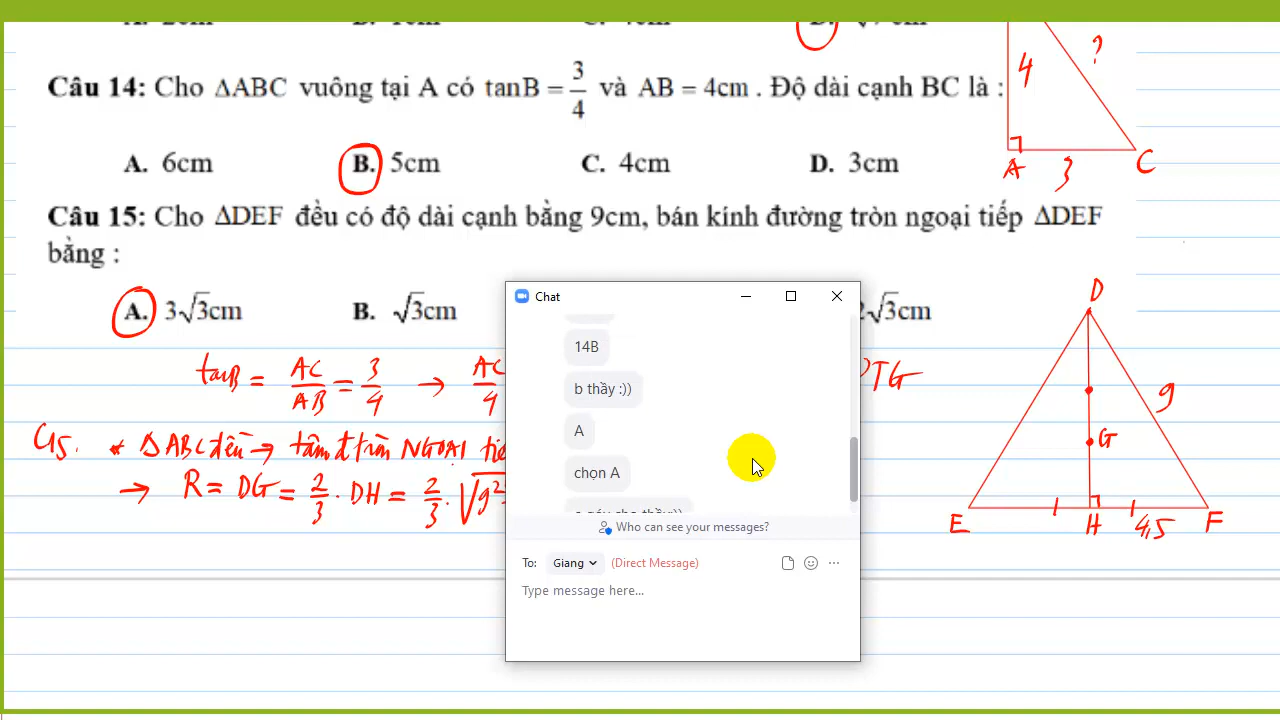 Câu 14: Cho ΔABC vuông tại A có tanB = 3/4 và AB = 4cm . Độ dài cạnh BC là :
A. 6cm B. 5cm C. 4cm D. 3cm
4
?
A
3
C
Câu 15: Cho ΔDEF đều có độ dài cạnh bằng 9cm, bán kính đường tròn ngoại tiếp ΔDEF
bằng :
A. 3√3cm B. √3cm 2√3cm
tanB = AC/AB = 3/4 → AC/4
* ΔABC đều → tâm đ tròn NGOẠI
→ R = DG = 2/3 . DH = 2/3 .
D
9
G
E
H
4,5
F
Chat
14B
b thầy :))
A
chọn A
Who can see your messages?
To: Giang (Direct Message)
Type message here...